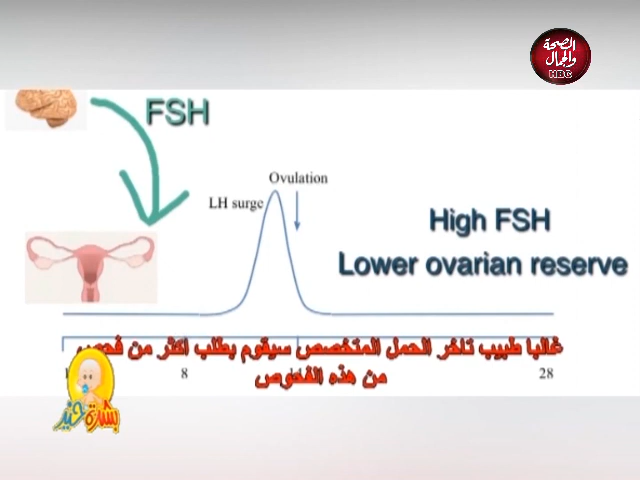 الصحة
والجمال
HBC
FSH
Ovulation
LH surge
High FSH
Lower ovarian reserve
غالبا طبيب تاخر الحمل المتخصص سيقوم بطلب اكثر من فحص
من هذه الفحوص
8
28
بشرة خير